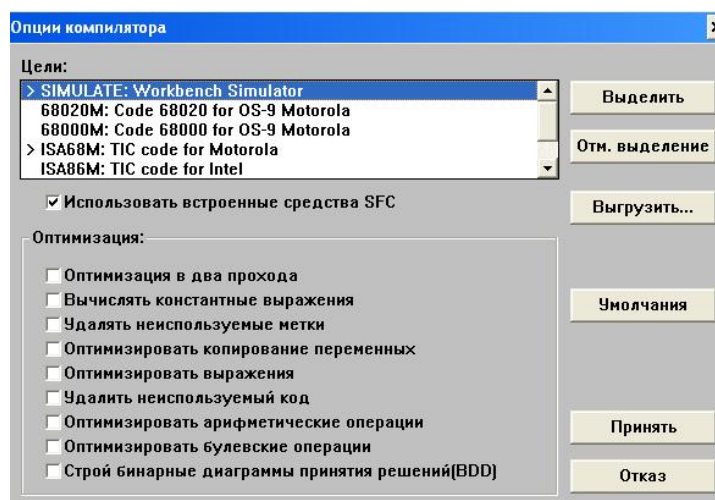 Опции компилятора
Цели:
> SIMULATE: Workbench Simulator
68020M: Code 68020 for OS-9 Motorola
68000M: Code 68000 for OS-9 Motorola
> ISA68M: TIC code for Motorola
ISA86M: TIC code for Intel
Выделить
Отм. выделение
Использовать встроенные средства SFC
Выгрузить...
Оптимизация:
Оптимизация в два прохода
Вычислять константные выражения
Умолчания
Удалять неиспользуемые метки
Оптимизировать копирование переменных
Оптимизировать выражения
Удалить неиспользуемый код
Оптимизировать арифметические операции
Принять
Оптимизировать булевские операции
Строй бинарные диаграммы принятия решений(BDD)
Отказ